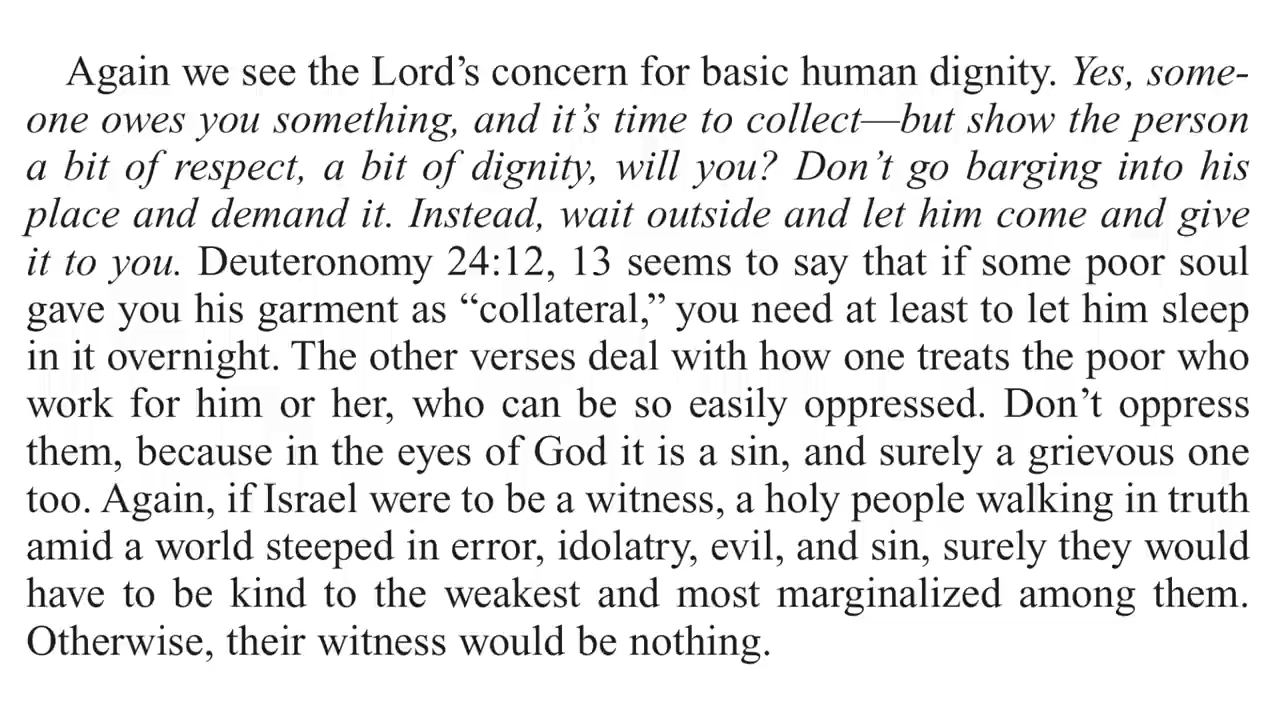 Again we see the Lord’s concern for basic human dignity. Yes, some-
one owes you something, and it’s time to collect—but show the person
a bit of respect, a bit of dignity, will you? Don’t go barging into his
place and demand it. Instead, wait outside and let him come and give
it to you. Deuteronomy 24:12, 13 seems to say that if some poor soul
gave you his garment as “collateral,” you need at least to let him sleep
in it overnight. The other verses deal with how one treats the poor who
work for him or her, who can be so easily oppressed. Don’t oppress
them, because in the eyes of God it is a sin, and surely a grievous one
too. Again, if Israel were to be a witness, a holy people walking in truth
amid a world steeped in error, idolatry, evil, and sin, surely they would
have to be kind to the weakest and most marginalized among them.
Otherwise, their witness would be nothing.